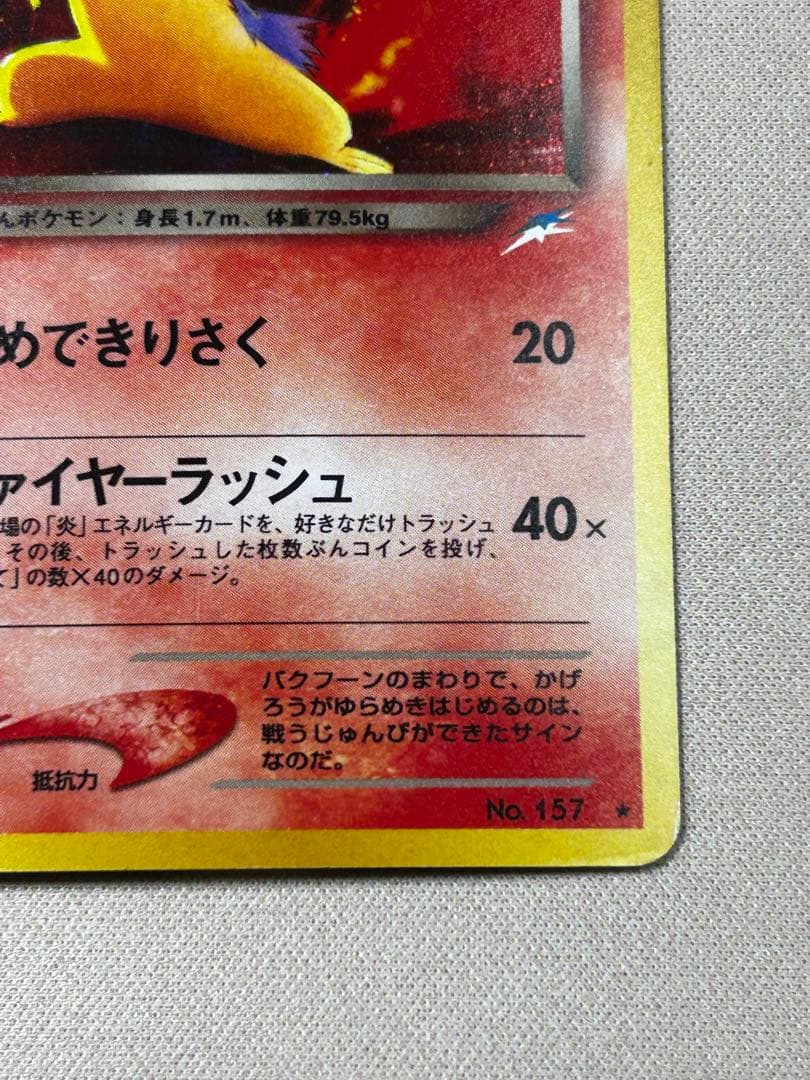 んポケモン：身長1.7m、体重79.5kg
めできりさく 20
ァイヤーラッシュ
場の「炎」エネルギーカードを、好きなだけトラッシュ
その後、トラッシュした枚数ぶんコインを投げ、
て」の数×40のダメージ。
40×
バクフーンのまわりで、かげ
ろうがゆらめきはじめるのは、
戦うじゅんびができたサイン
なのだ。
抵抗力
No. 157 ★